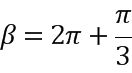 β = 2π + π/3